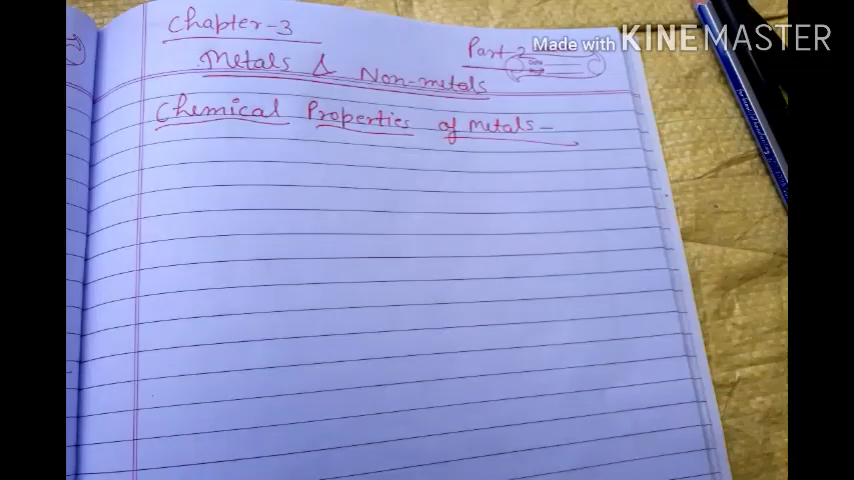 Chapter-3
Part-2
Made with KINEMASTER
Metals & Non-metals
Chemical Properties of Metals-